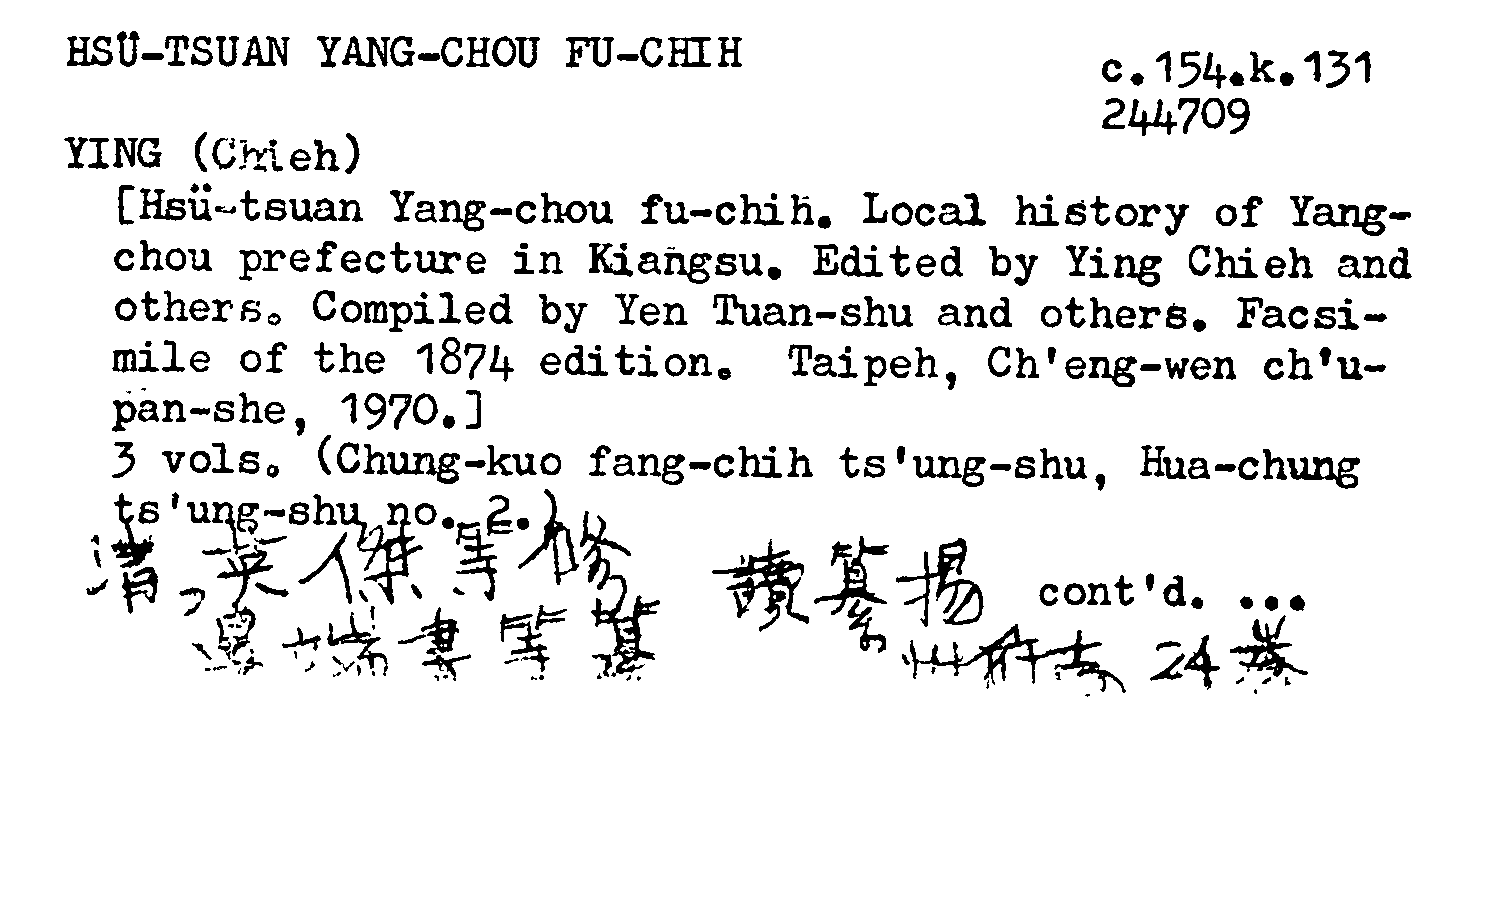 HSÜ-TSUAN YANG-CHOU FU-CHIH
c.154.k.131
244709
YING (Chieh)
[Hsü-tsuan Yang-chou fu-chih. Local history of Yang-
chou prefecture in Kiangsu. Edited by Ying Chieh and
others. Compiled by Yen Tuan-shu and others. Facsi-
mile of the 1874 edition. Taipeh, Ch'eng-wen ch'u-
pan-she, 1970.]
3 vols. (Chung-kuo fang-chih ts'ung-shu, Hua-chung
ts'ung-shu no. 2.)
清,英傑等修 續纂揚 cont'd. ...
端書等纂 州府志 24 卷